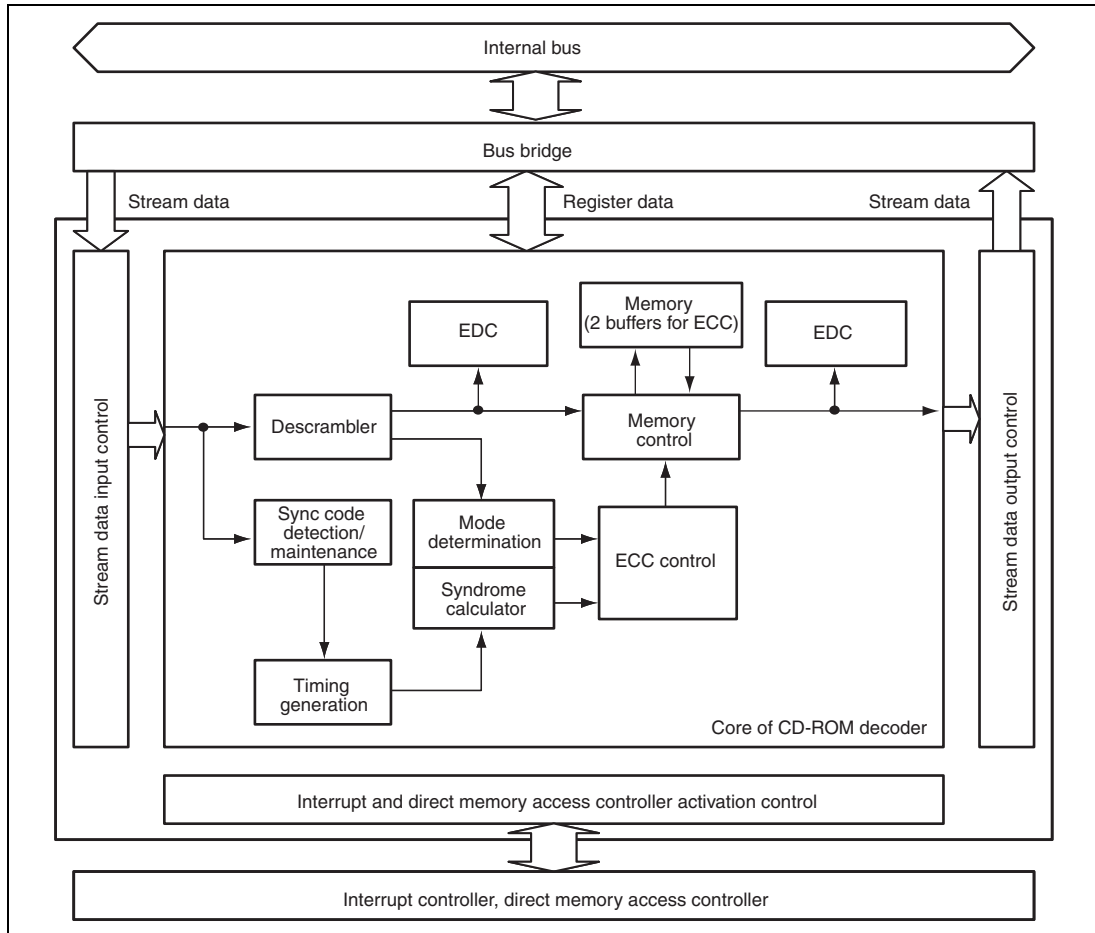 Internal bus
Bus bridge
Stream data
Register data
Stream data
Stream data input control
EDC
Memory
(2 buffers for ECC)
EDC
Descrambler
Memory
control
Sync code
detection/
maintenance
Mode
determination
Syndrome
calculator
ECC control
Timing
generation
Core of CD-ROM decoder
Stream data output control
Interrupt and direct memory access controller activation control
Interrupt controller, direct memory access controller